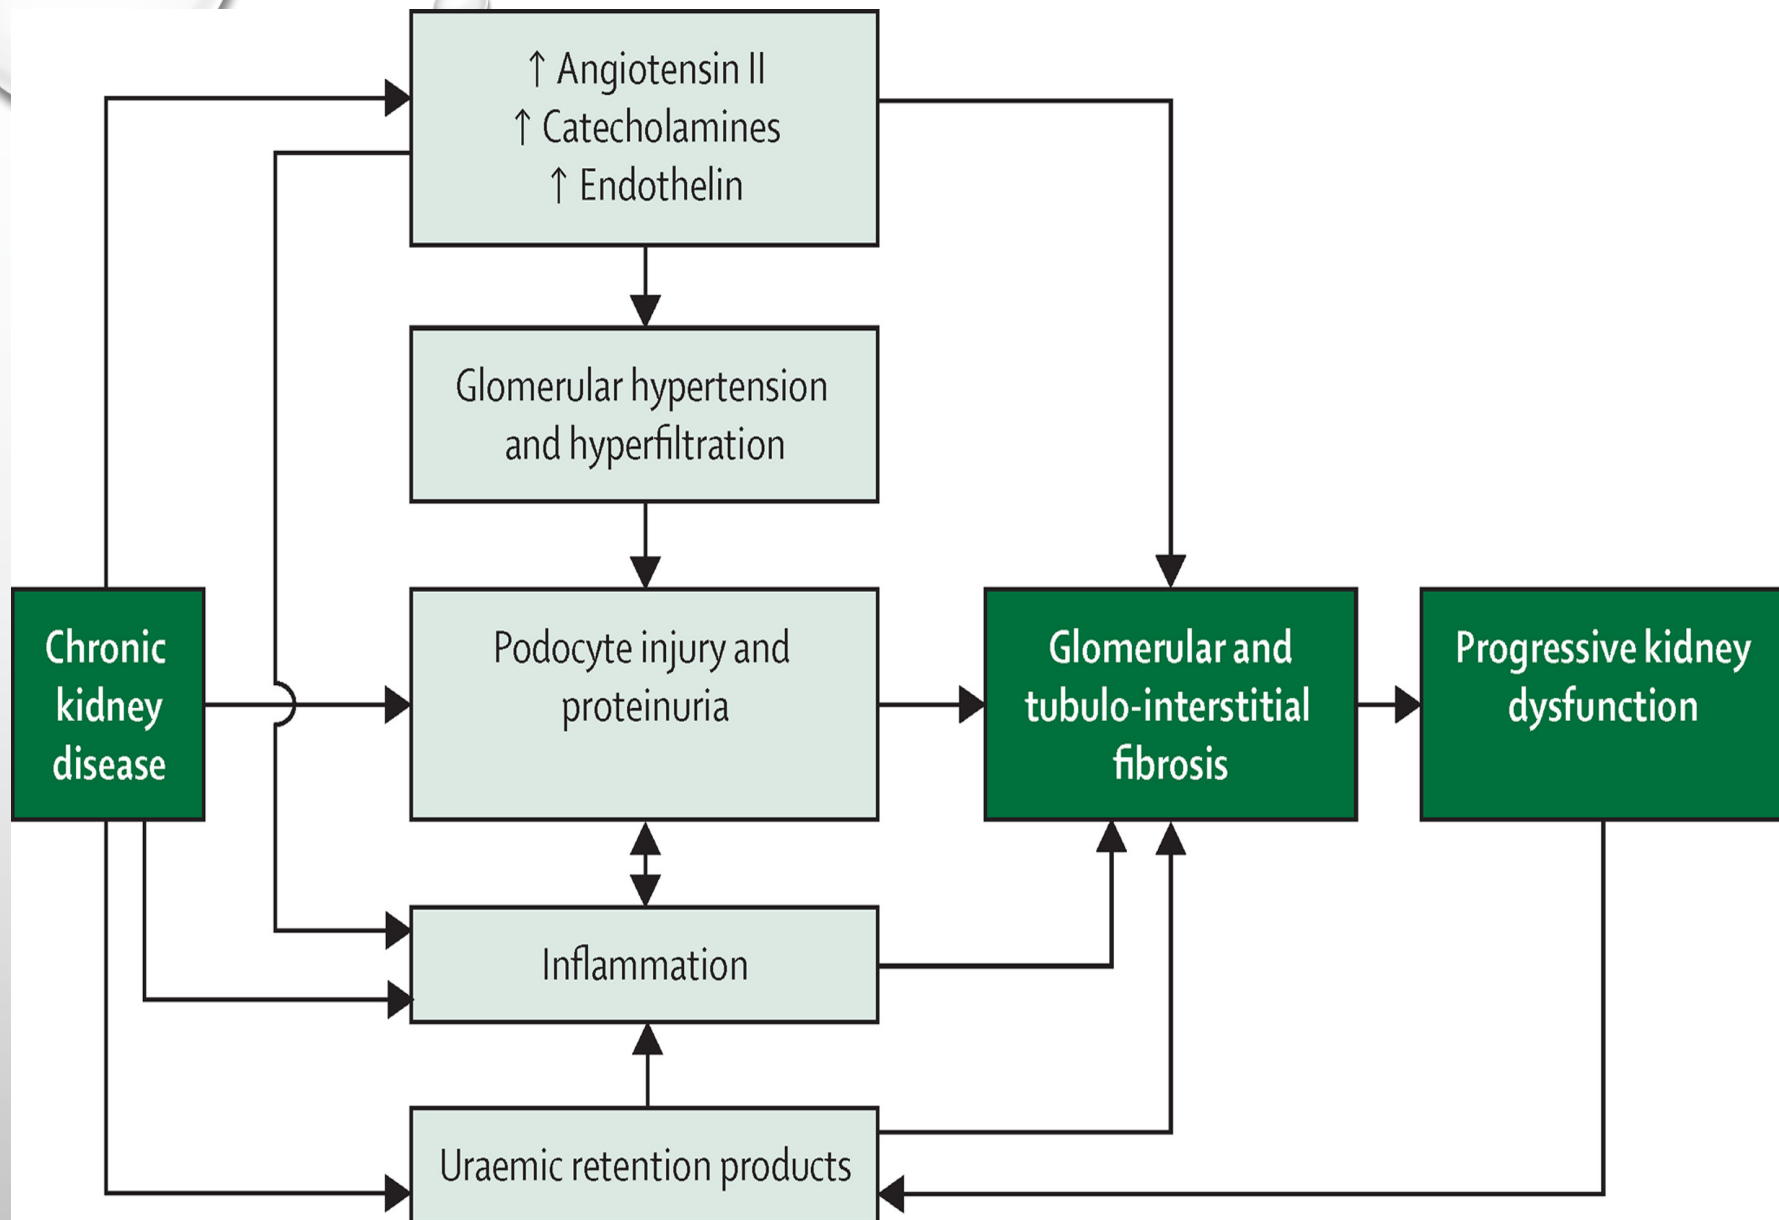 ↑ Angiotensin II
↑ Catecholamines
↑ Endothelin
Glomerular hypertension
and hyperfiltration
Chronic
kidney
disease
Podocyte injury and
proteinuria
Glomerular and
tubulo-interstitial
fibrosis
Progressive kidney
dysfunction
Inflammation
Uraemic retention products